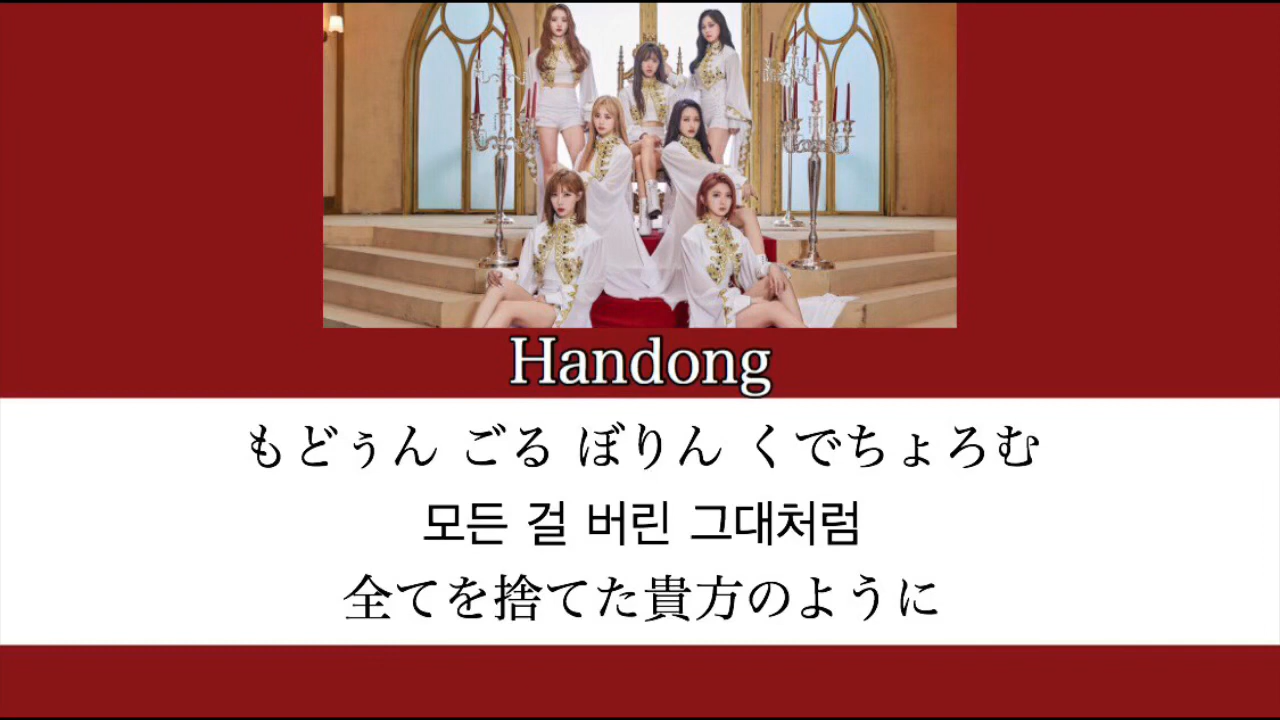 Handong
もどぅん ごる ぼりん くでちょろむ
모든 걸 버린 그대처럼
全てを捨てた貴方のように